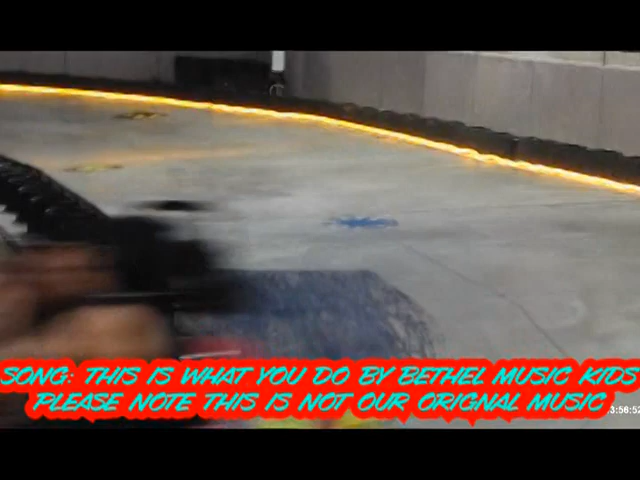 SONG: THIS IS WHAT YOU DO BY BETHEL MUSIC KIDS
PLEASE NOTE THIS IS NOT OUR ORIGNAL MUSIC
3:56:52